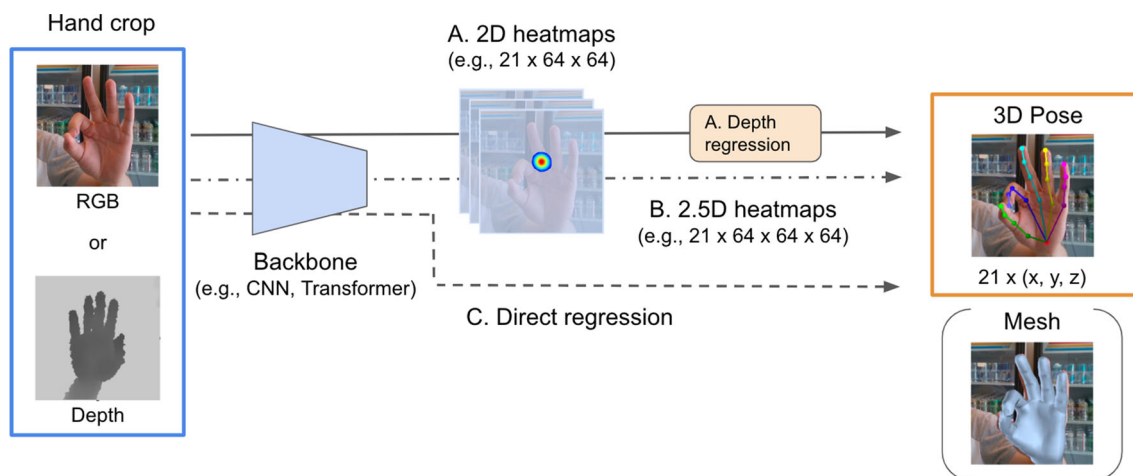 Hand crop
RGB
or
Depth
Backbone
(e.g., CNN, Transformer)
A. 2D heatmaps
(e.g., 21 x 64 x 64)
A. Depth
regression
B. 2.5D heatmaps
(e.g., 21 x 64 x 64 x 64)
C. Direct regression
3D Pose
21 x (x, y, z)
Mesh